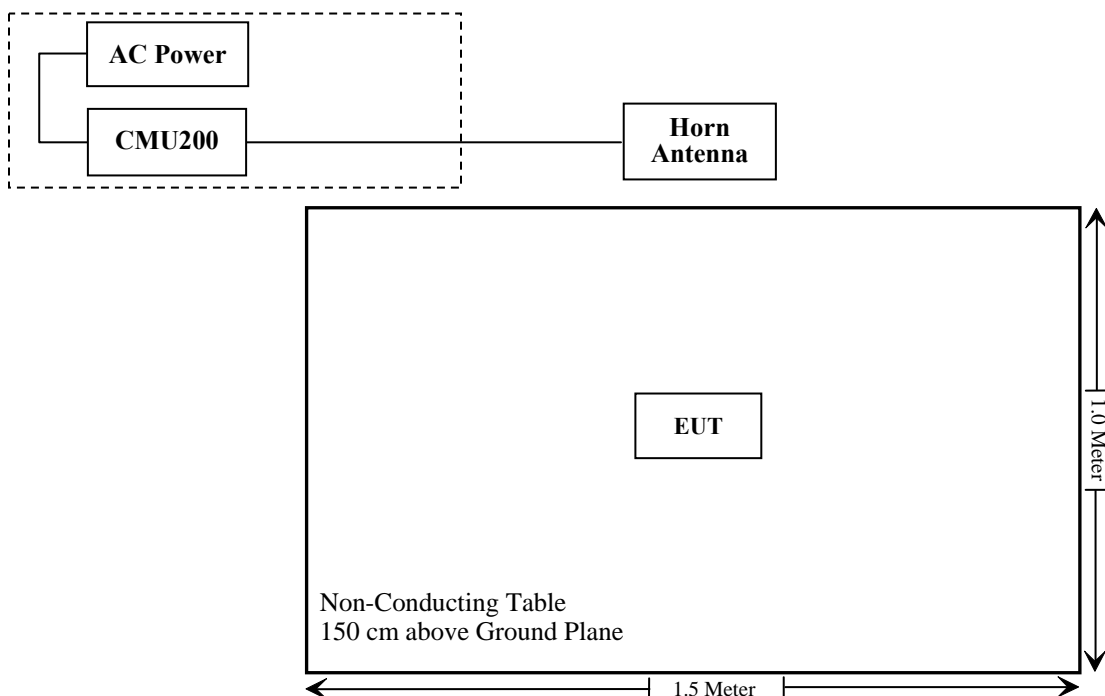 AC Power
CMU200
Horn
Antenna
EUT
1.0 Meter
Non-Conducting Table
150 cm above Ground Plane
1.5 Meter